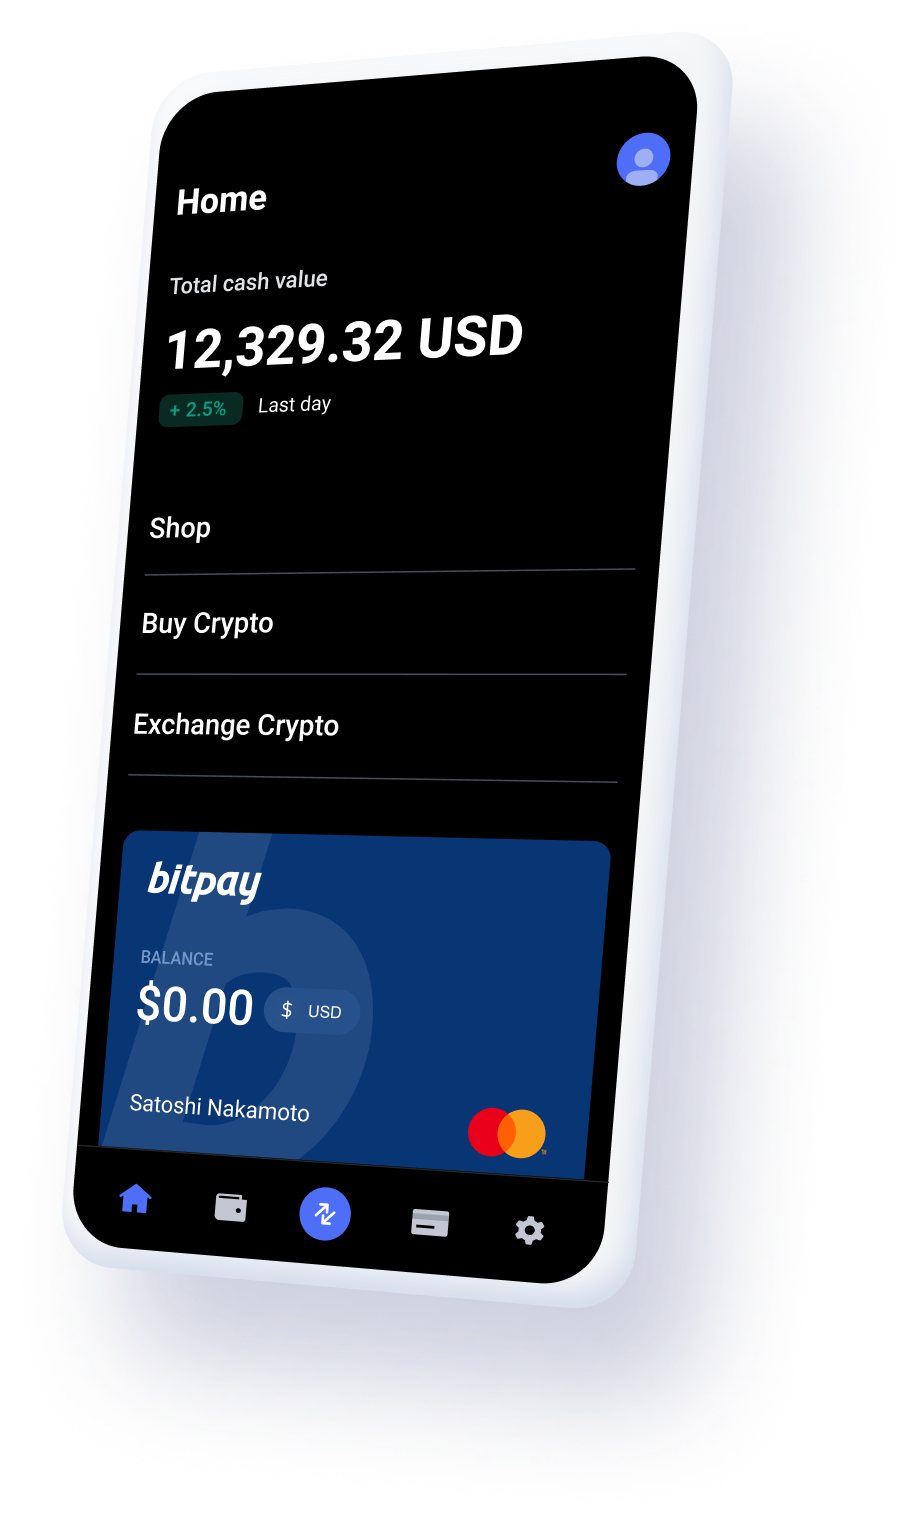 Home
Total cash value
12,329.32 USD
+ 2.5% Last day
Shop
Buy Crypto
Exchange Crypto
bitpay
BALANCE
$0.00 $ USD
Satoshi Nakamoto